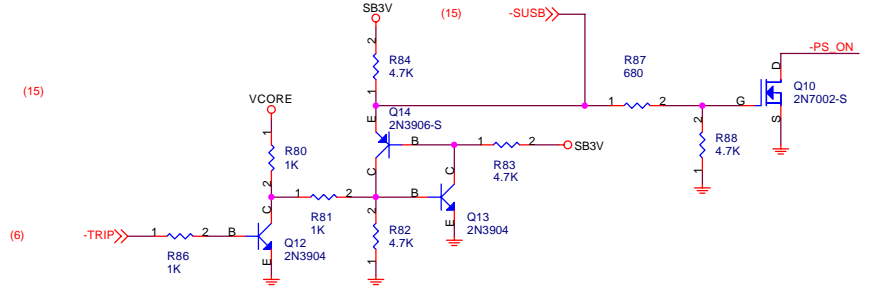 SB3V
(15)
-SUSB
-PS_ON
2
R84
4.7K
1
R87
680
1
2
D
Q10
2N7002-S
G
S
(15)
VCORE
1
R80
1K
2
E
Q14
2N3906-S
B
C
1
2
R83
4.7K
SB3V
2
R88
4.7K
1
C
1
2
R81
1K
B
C
Q13
2N3904
E
2
R82
4.7K
1
(6)
-TRIP
1
2
R86
1K
B
Q12
2N3904
E